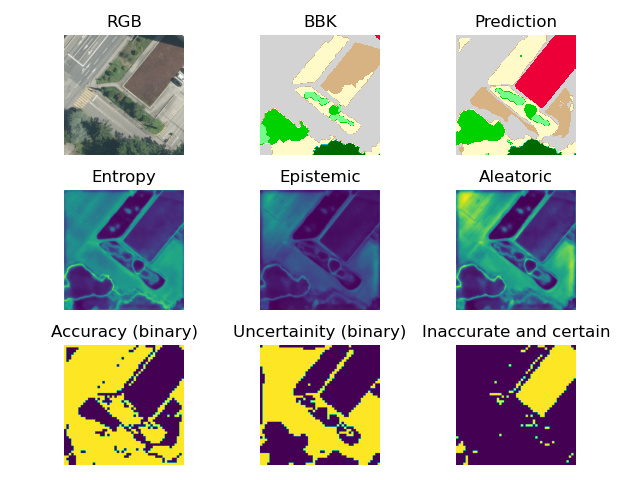 RGB
BBK
Prediction
Entropy
Epistemic
Aleatoric
Accuracy (binary)
Uncertainity (binary)
Inaccurate and certain